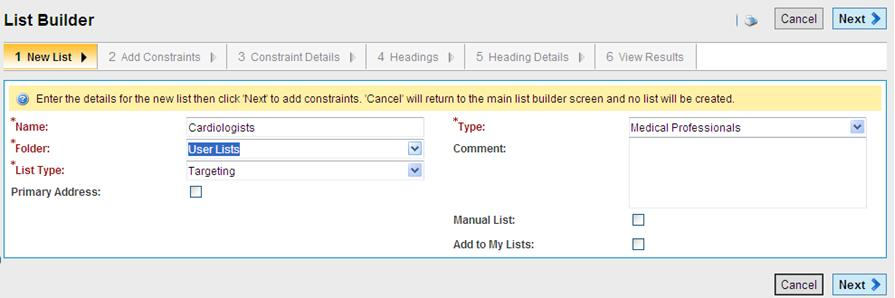 List Builder
Cancel Next
1 New List 2 Add Constraints 3 Constraint Details 4 Headings 5 Heading Details 6 View Results
Enter the details for the new list then click 'Next' to add constraints. 'Cancel' will return to the main list builder screen and no list will be created.
*Name: Cardiologists *Type: Medical Professionals
*Folder: User Lists Comment:
*List Type: Targeting
Primary Address:
Manual List:
Add to My Lists:
Cancel Next